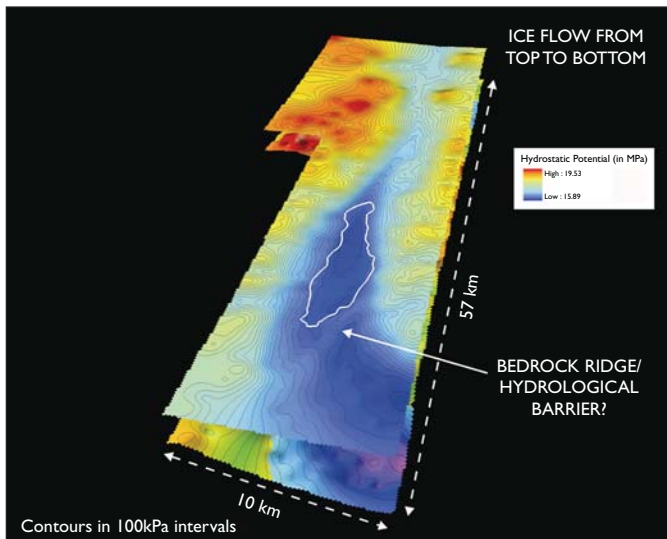 ICE FLOW FROM
TOP TO BOTTOM
Hydrostatic Potential (in MPa)
High : 19.53
Low : 15.89
57 km
BEDROCK RIDGE/
HYDROLOGICAL
BARRIER?
10 km
Contours in 100kPa intervals